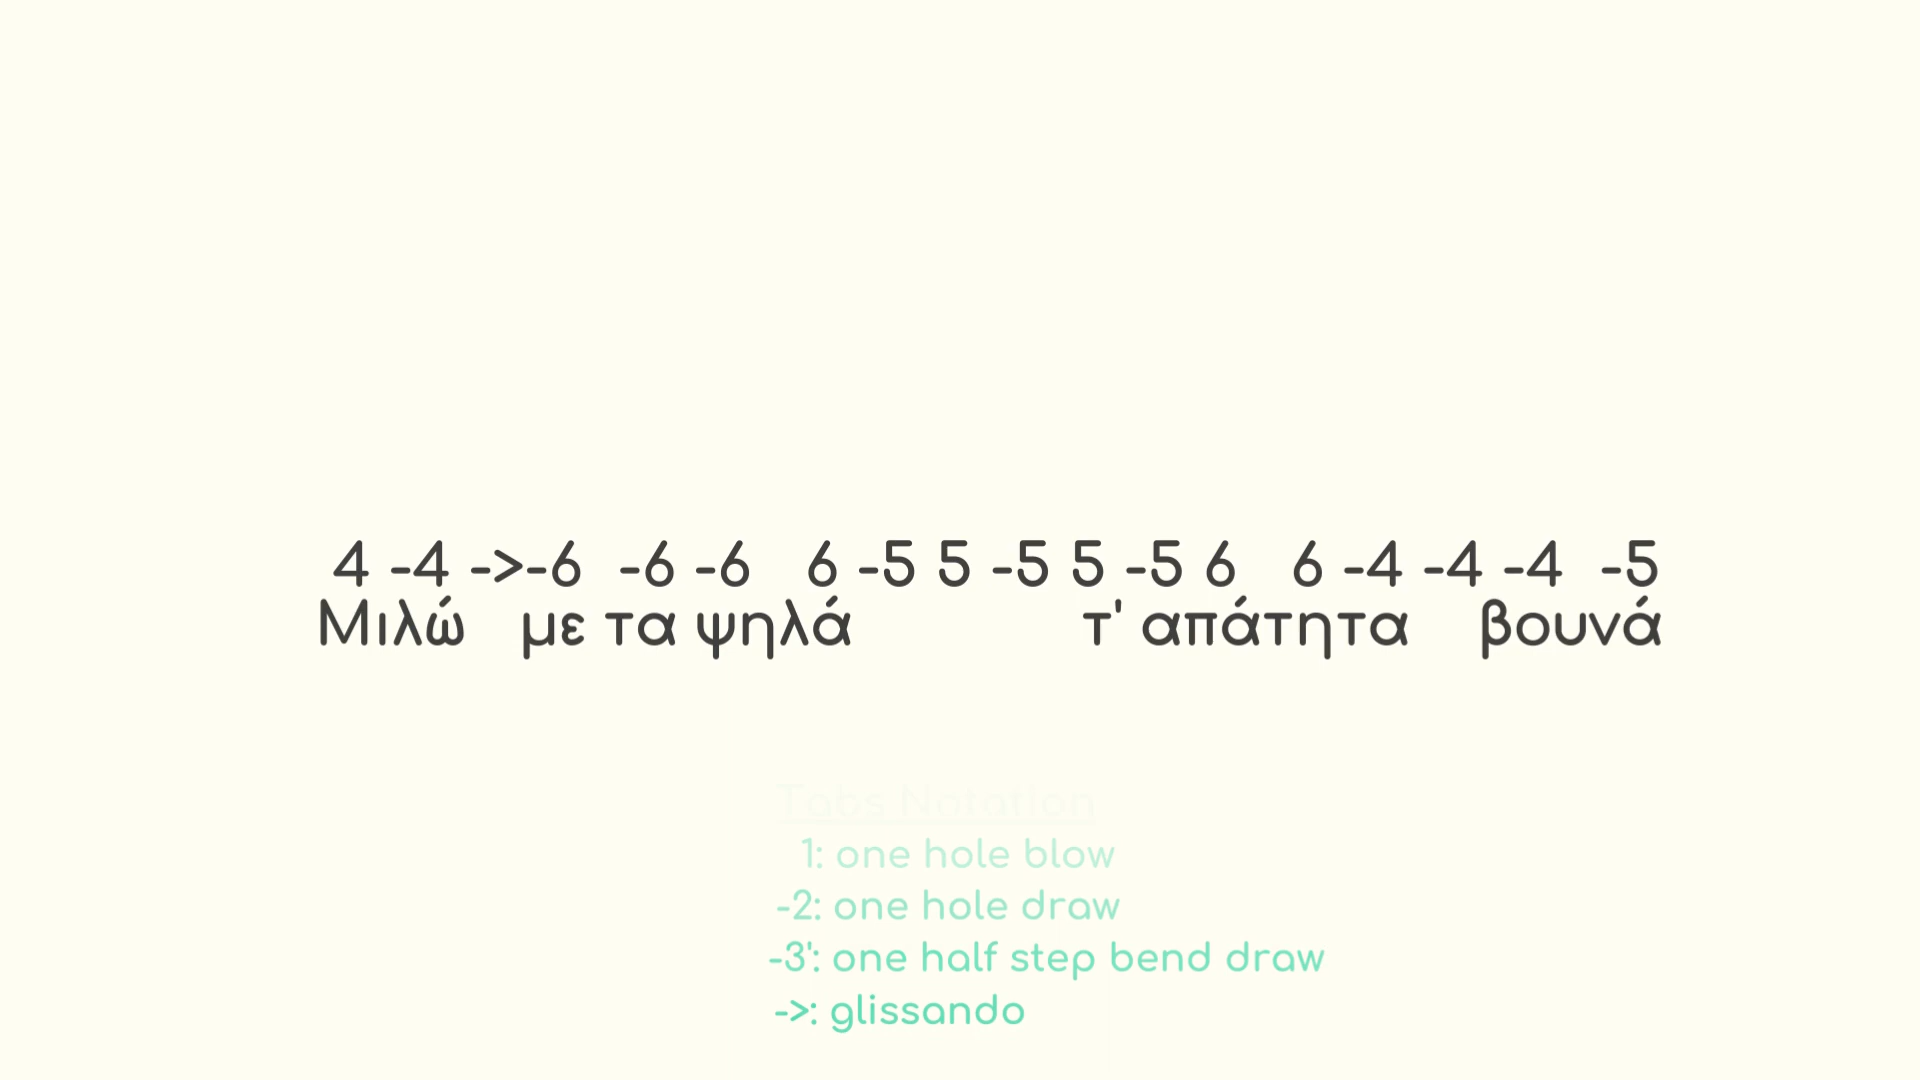 4 -4 ->-6 -6 -6 6 -5 5 -5 5 -5 6 6 -4 -4 -4 -5
Μιλώ με τα ψηλά τ' απάτητα βουνά
Tabs Notation
1: one hole blow
-2: one hole draw
-3': one half step bend draw
->: glissando